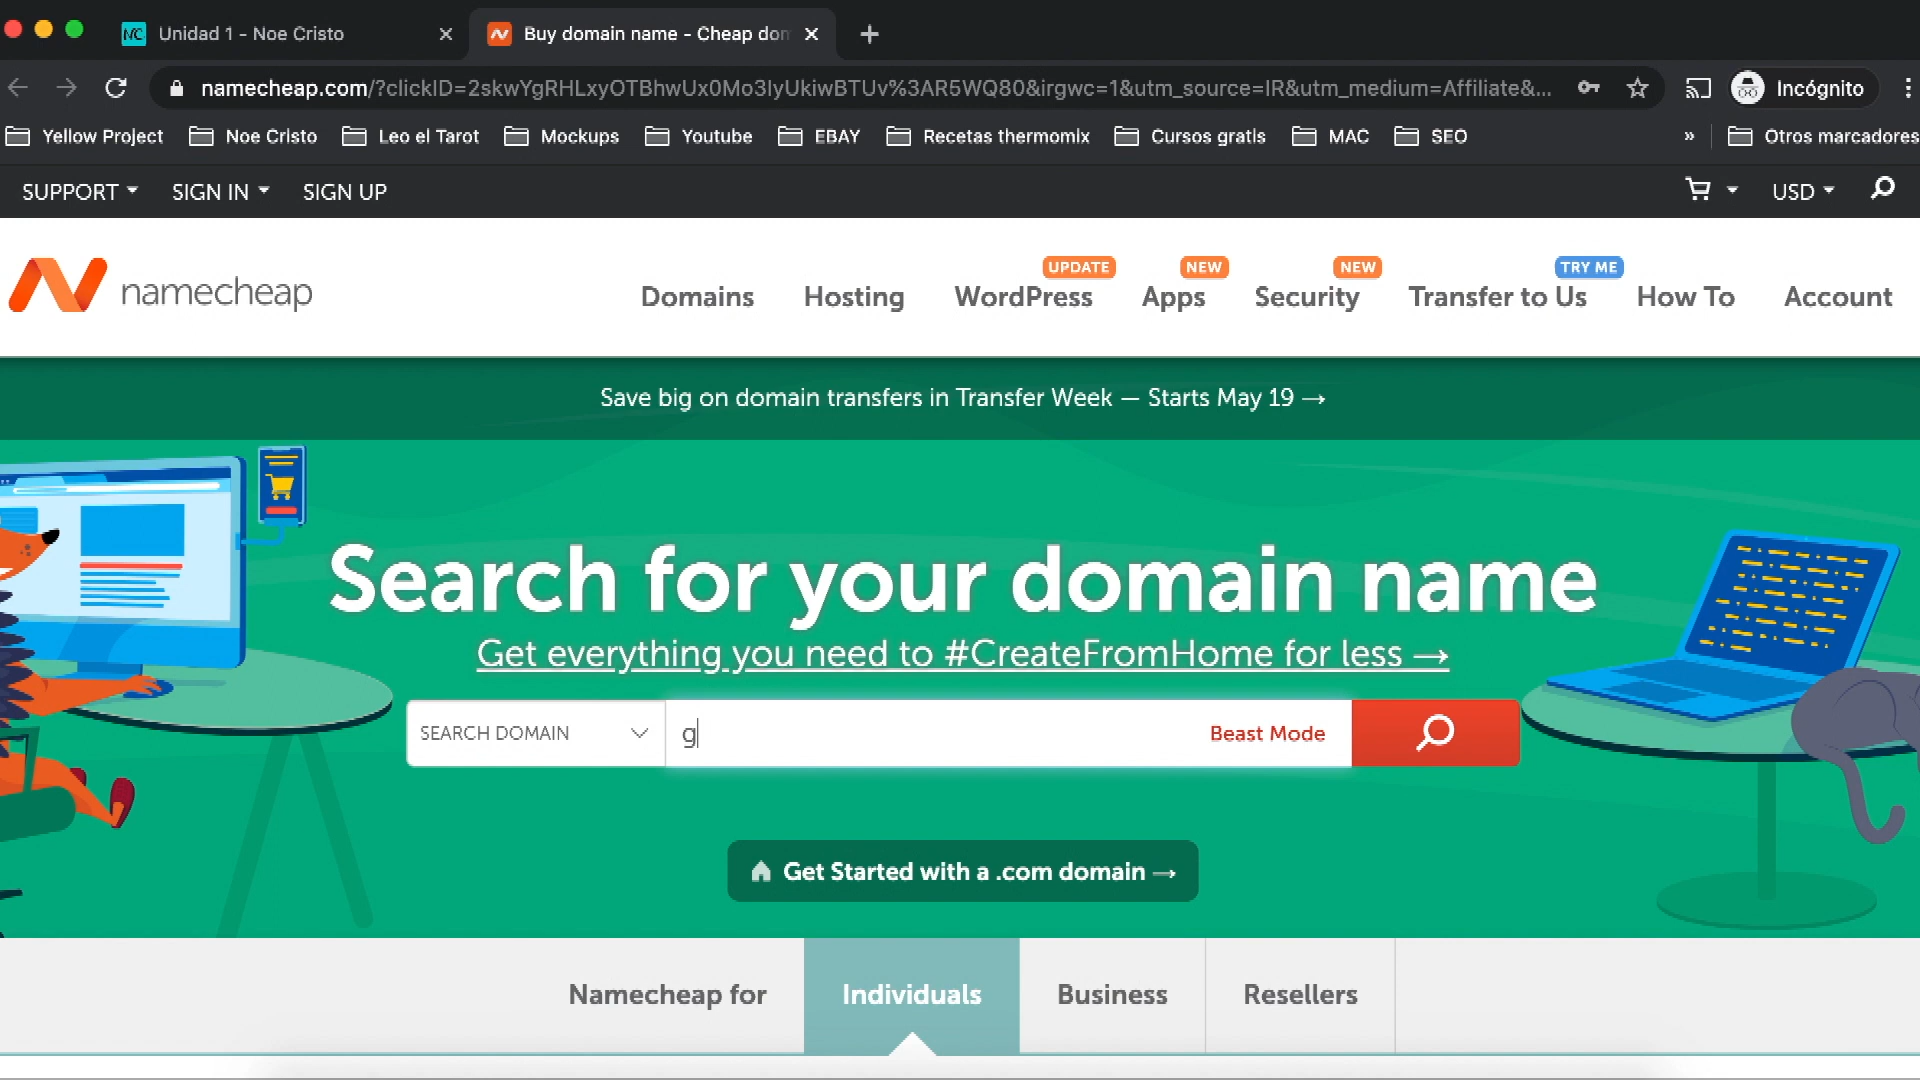 Unidad 1 - Noe Cristo
Buy domain name - Cheap dom
namecheap.com/?clickID=2skwYgRHLxyOTBhwUx0Mo3IyUkiwBTUv%3AR5WQ80&irgwc=1&utm_source=IR&utm_medium=Affiliate&...
Incógnito
Yellow Project Noe Cristo Leo el Tarot Mockups Youtube EBAY Recetas thermomix Cursos gratis MAC SEO » Otros marcadores
SUPPORT SIGN IN SIGN UP USD
namecheap
UPDATE NEW NEW TRY ME
Domains Hosting WordPress Apps Security Transfer to Us How To Account
Save big on domain transfers in Transfer Week — Starts May 19 →
Search for your domain name
Get everything you need to #CreateFromHome for less →
SEARCH DOMAIN g Beast Mode
Get Started with a .com domain →
Namecheap for Individuals Business Resellers